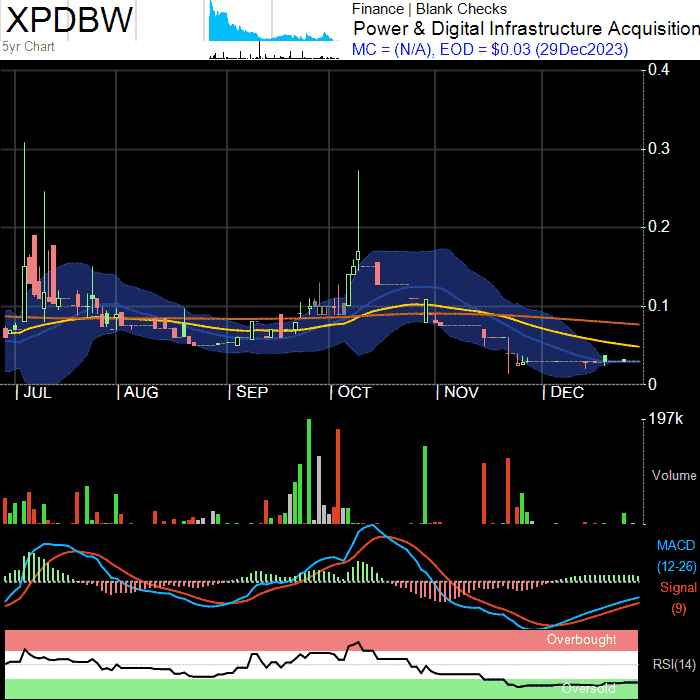 XPDBW
5yr Chart
Finance | Blank Checks
Power & Digital Infrastructure Acquisition
MC = (N/A), EOD = $0.03 (29Dec2023)
0.4
0.3
0.2
0.1
0
JUL AUG SEP OCT NOV DEC
197k
Volume
MACD
(12-26)
Signal
(9)
Overbought
RSI(14)
Oversold